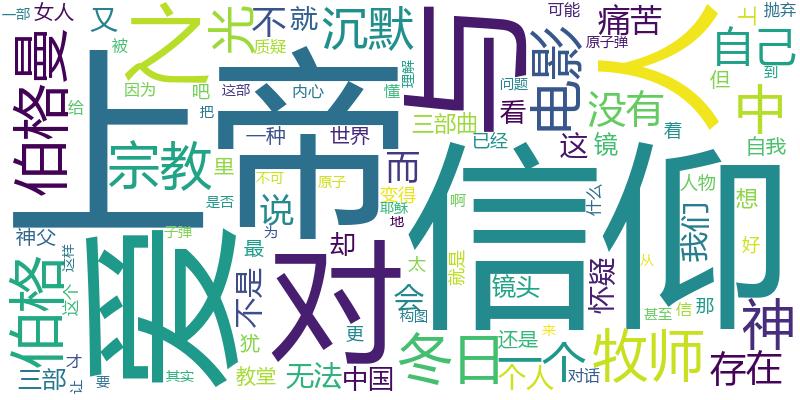 一部
女人
又
之
光
不
就
沉默
与
电影
可能
痛苦
人
上
抛弃
伯格曼
被
质疑
原子弹
自己
到
给
因为
吧
这部
内心
懂
理解
问题
看
没有
但
中
上帝
把
宗教
一种
世界
三部曲
已经
这
镜
着
自我
里
而
不可
原子
变得
啊
什么
人物
想
说
是否
耶稣
地
信仰
我们
神父
子弹
为
却
爱
对
最
太
就是
怀疑
从
好
伯格
这样
这个
不是
会
镜头
甚至
信
那
神
构图
更
犹
冬日
还是
来
一个
牧师
存在
三部
才
让
要
其实
教堂
无法
中国
个人
对话